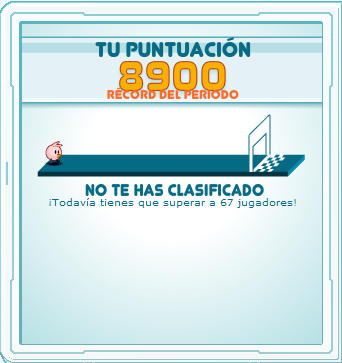 TU PUNTUACIÓN
8900
RÉCORD DEL PERÍODO
NO TE HAS CLASIFICADO
¡Todavía tienes que superar a 67 jugadores!